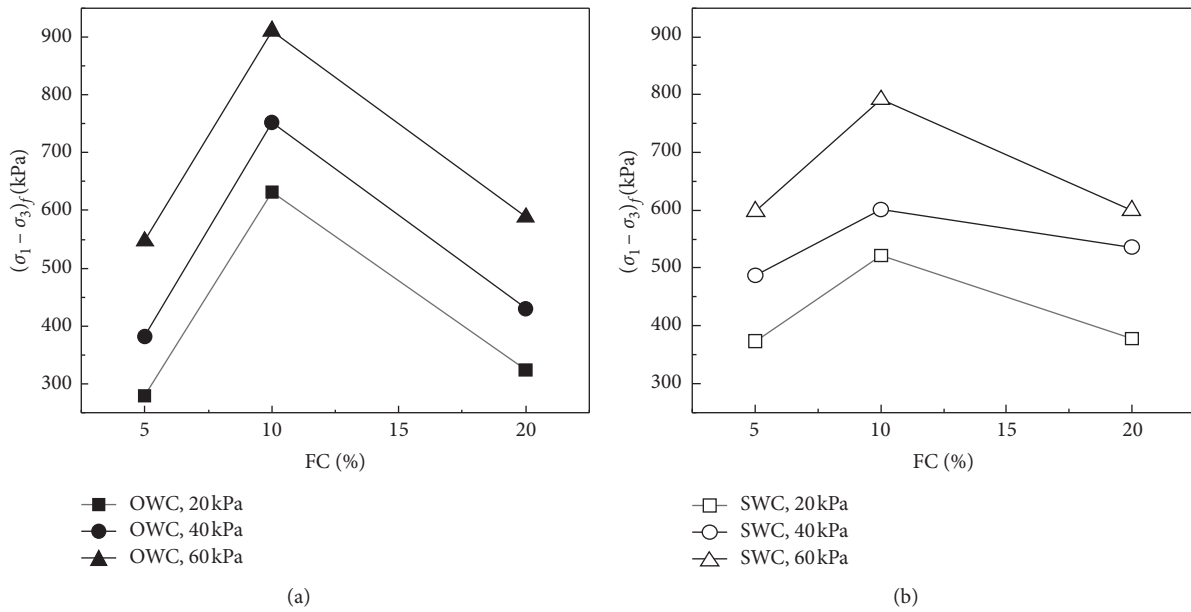 900
800
700
600
500
400
300
(σ₁ – σ₃)f (kPa)
5 10 15 20
FC (%)
OWC, 20 kPa
OWC, 40 kPa
OWC, 60 kPa
(a)
900
800
700
600
500
400
300
(σ₁ – σ₃)f (kPa)
5 10 15 20
FC (%)
SWC, 20 kPa
SWC, 40 kPa
SWC, 60 kPa
(b)